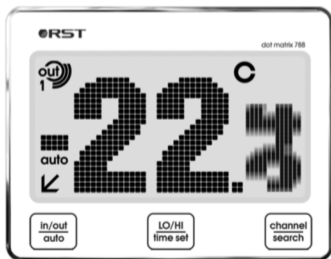 RST
dot matrix 788
out
1
22.
auto
in/out
auto
LO/HI
time set
channel
search